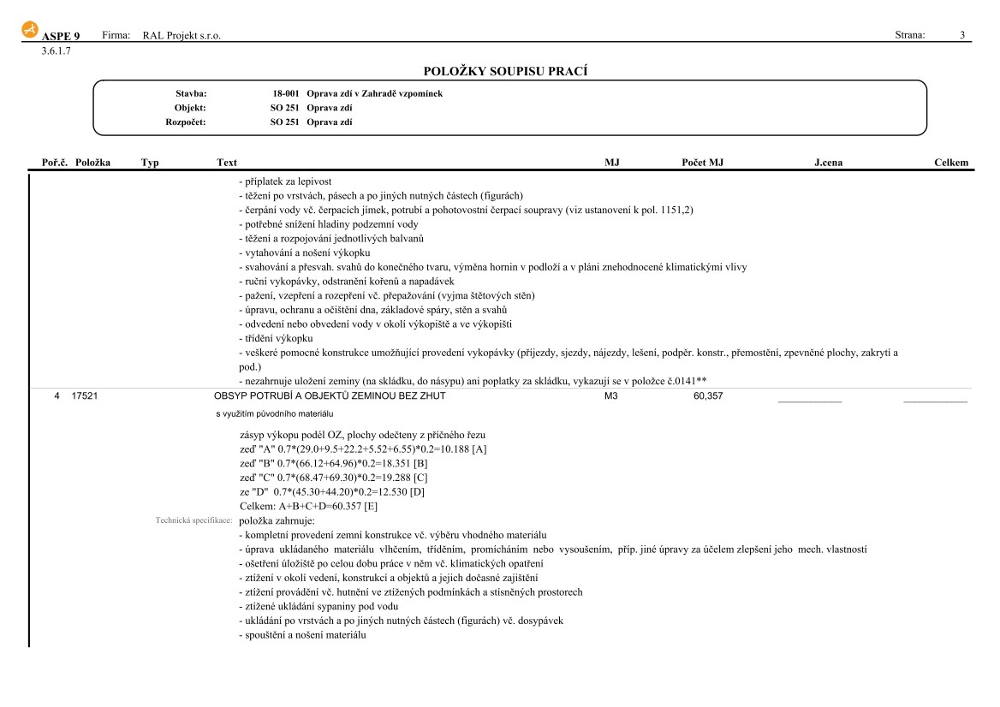 ASPE 9 Firma: RAL Projekt s.r.o. Strana: 3
3.6.1.7
POLOŽKY SOUPISU PRACÍ
Stavba: 18-001 Oprava zdí v Zahradě vzpomínek
Objekt: SO 251 Oprava zdí
Rozpočet: SO 251 Oprava zdí
Poř.č. Položka Typ Text MJ Počet MJ J.cena Celkem
- příplatek za lepivost
- těžení po vrstvách, pásech a po jiných nutných částech (figurách)
- čerpání vody vč. čerpacích jímek, potrubí a pohotovostní čerpací soupravy (viz ustanovení k pol. 1151,2)
- potřebné snížení hladiny podzemní vody
- těžení a rozpojování jednotlivých balvanů
- vytahování a nošení výkopku
- svahování a přesvah. svahů do konečného tvaru, výměna hornin v podloží a v pláni znehodnocené klimatickými vlivy
- ruční vykopávky, odstranění kořenů a napadávek
- pažení, vzepření a rozepření vč. přepažování (vyjma štětových stěn)
- úpravu, ochranu a očištění dna, základové spáry, stěn a svahů
- odvedení nebo obvedení vody v okolí výkopiště a ve výkopišti
- třídění výkopku
- veškeré pomocné konstrukce umožňující provedení vykopávky (příjezdy, sjezdy, nájezdy, lešení, podpěr. konstr., přemostění, zpevněné plochy, zakrytí a
pod.)
- nezahrnuje uložení zeminy (na skládku, do násypu) ani poplatky za skládku, vykazují se v položce č.0141**
4 17521 OBSYP POTRUBÍ A OBJEKTŮ ZEMINOU BEZ ZHUT M3 60,357
s využitím původního materiálu
zásyp výkopu podél OZ, plochy odečteny z příčného řezu
zeď "A" 0.7*(29.0+9.5+22.2+5.52+6.55)*0.2=10.188 [A]
zeď "B" 0.7*(66.12+64.96)*0.2=18.351 [B]
zeď "C" 0.7*(68.47+69.30)*0.2=19.288 [C]
ze "D" 0.7*(45.30+44.20)*0.2=12.530 [D]
Celkem: A+B+C+D=60.357 [E]
Technická specifikace: položka zahrnuje:
- kompletní provedení zemní konstrukce vč. výběru vhodného materiálu
- úprava ukládaného materiálu vlhčením, tříděním, promícháním nebo vysoušením, příp. jiné úpravy za účelem zlepšení jeho mech. vlastností
- ošetření úložiště po celou dobu práce v něm vč. klimatických opatření
- ztížení v okolí vedení, konstrukcí a objektů a jejich dočasné zajištění
- ztížení provádění vč. hutnění ve ztížených podmínkách a stísněných prostorech
- ztížené ukládání sypaniny pod vodu
- ukládání po vrstvách a po jiných nutných částech (figurách) vč. dosypávek
- spouštění a nošení materiálu